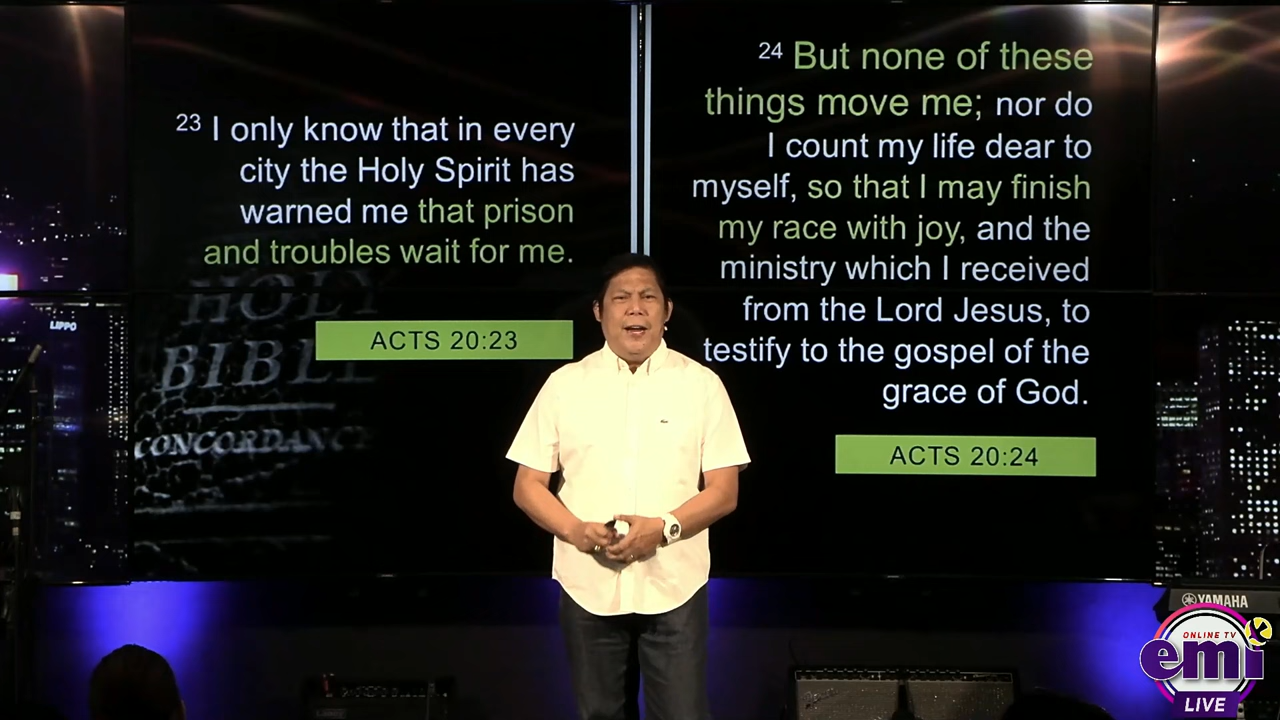 23 I only know that in every
city the Holy Spirit has
warned me that prison
and troubles wait for me.
ACTS 20:23
HOLY
BIBLE
CONCORDANCE
24 But none of these
things move me; nor do
I count my life dear to
myself, so that I may finish
my race with joy, and the
ministry which I received
from the Lord Jesus, to
testify to the gospel of the
grace of God.
ACTS 20:24
LIPPO
YAMAHA
ONLINE TV
emi
LIVE